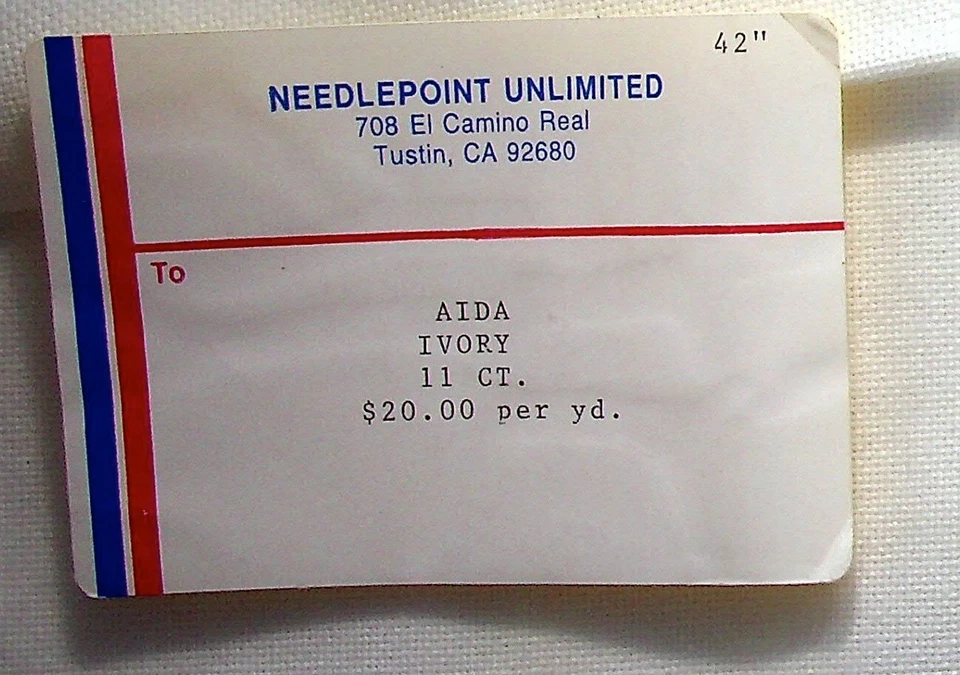 42"
NEEDLEPOINT UNLIMITED
708 El Camino Real
Tustin, CA 92680
To
AIDA
IVORY
11 CT.
$20.00 per yd.